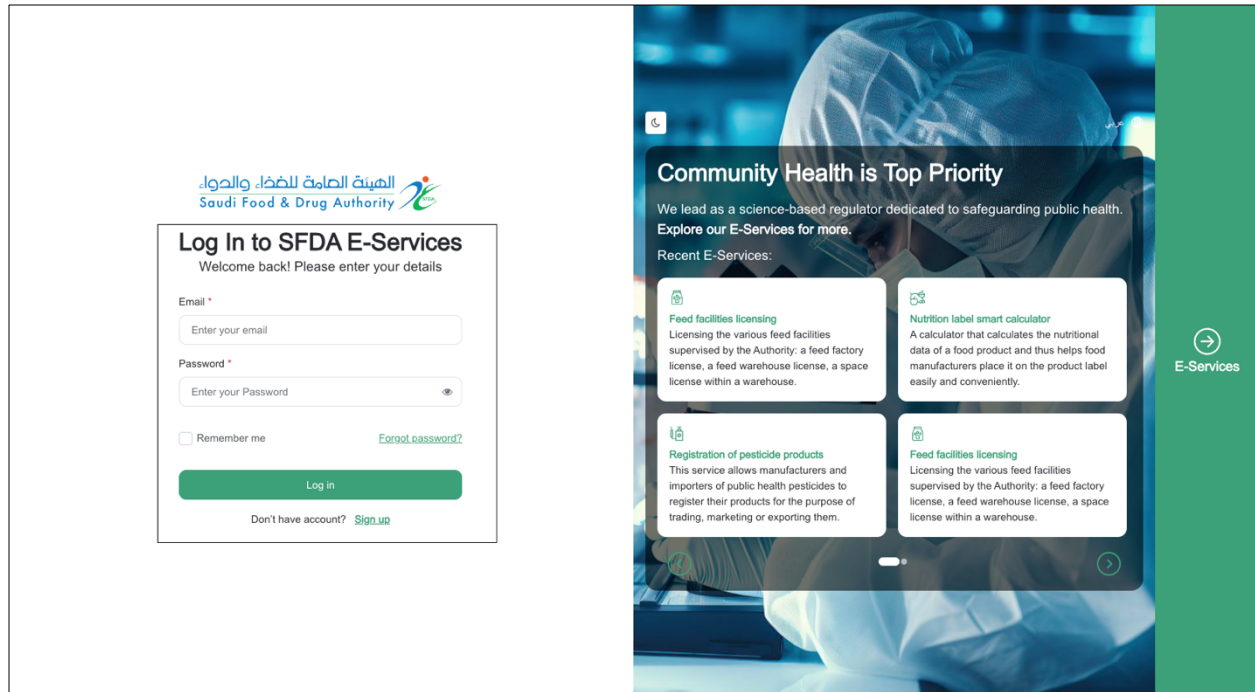 الهيئة العامة للغذاء والدواء
Saudi Food & Drug Authority
SFDA
Log In to SFDA E-Services
Welcome back! Please enter your details
Email *
Enter your email
Password *
Enter your Password
Remember me
Forgot password?
Log in
Don't have account? Sign up
عربي
Community Health is Top Priority
We lead as a science-based regulator dedicated to safeguarding public health.
Explore our E-Services for more.
Recent E-Services:
Feed facilities licensing
Licensing the various feed facilities
supervised by the Authority: a feed factory
license, a feed warehouse license, a space
license within a warehouse.
Nutrition label smart calculator
A calculator that calculates the nutritional
data of a food product and thus helps food
manufacturers place it on the product label
easily and conveniently.
Registration of pesticide products
This service allows manufacturers and
importers of public health pesticides to
register their products for the purpose of
trading, marketing or exporting them.
Feed facilities licensing
Licensing the various feed facilities
supervised by the Authority: a feed factory
license, a feed warehouse license, a space
license within a warehouse.
E-Services